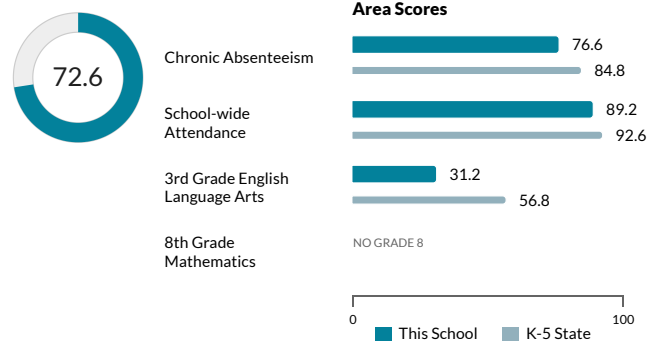 Area Scores
72.6
Chronic Absenteeism
76.6
84.8
School-wide
Attendance
89.2
92.6
3rd Grade English
Language Arts
31.2
56.8
8th Grade
Mathematics
NO GRADE 8
0
100
This School
K-5 State